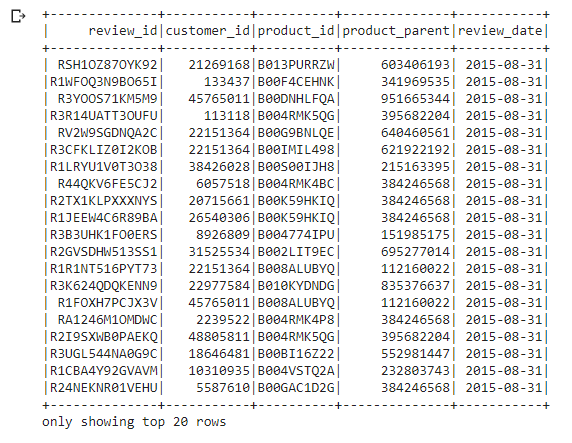 +--------------+-----------+----------+--------------+-----------+
|     review_id|customer_id|product_id|product_parent|review_date|
+--------------+-----------+----------+--------------+-----------+
| RSH1OZ87OYK92|   21269168|B013PURRZW|     603406193| 2015-08-31|
|R1WFOQ3N9BO65I|     133437|B00F4CEHNK|     341969535| 2015-08-31|
| R3YOOS71KM5M9|   45765011|B00DNHLFQA|     951665344| 2015-08-31|
|R3R14UATT3OUFU|     113118|B004RMK5QG|     395682204| 2015-08-31|
| RV2W9SGDNQA2C|   22151364|B00G9BNLQE|     640460561| 2015-08-31|
|R3CFKLIZ0I2KOB|   22151364|B00IMIL498|     621922192| 2015-08-31|
|R1LRYU1V0T3O38|   38426028|B00S00IJH8|     215163395| 2015-08-31|
| R44QKV6FE5CJ2|    6057518|B004RMK4BC|     384246568| 2015-08-31|
|R2TX1KLPXXXNYS|   20715661|B00K59HKIQ|     384246568| 2015-08-31|
|R1JEEW4C6R89BA|   26540306|B00K59HKIQ|     384246568| 2015-08-31|
|R3B3UHK1FO0ERS|    8926809|B004774IPU|     151985175| 2015-08-31|
|R2GVSDHW513SS1|   31525534|B002LIT9EC|     695277014| 2015-08-31|
|R1R1NT516PYT73|   22151364|B008ALUBYQ|     112160022| 2015-08-31|
|R3K624QDQKENN9|   22977584|B010KYDNDG|     835376637| 2015-08-31|
| R1FOXH7PCJX3V|   45765011|B008ALUBYQ|     112160022| 2015-08-31|
| RA1246M1OMDWC|    2239522|B004RMK4P8|     384246568| 2015-08-31|
|R2I9SXWB0PAEKQ|   48805811|B004RMK5QG|     395682204| 2015-08-31|
|R3UGL544NA0G9C|   18646481|B00BI16Z22|     552981447| 2015-08-31|
|R1CBA4Y92GVAVM|   10310935|B004VSTQ2A|     232803743| 2015-08-31|
|R24NEKNR01VEHU|    5587610|B00GAC1D2G|     384246568| 2015-08-31|
+--------------+-----------+----------+--------------+-----------+
only showing top 20 rows